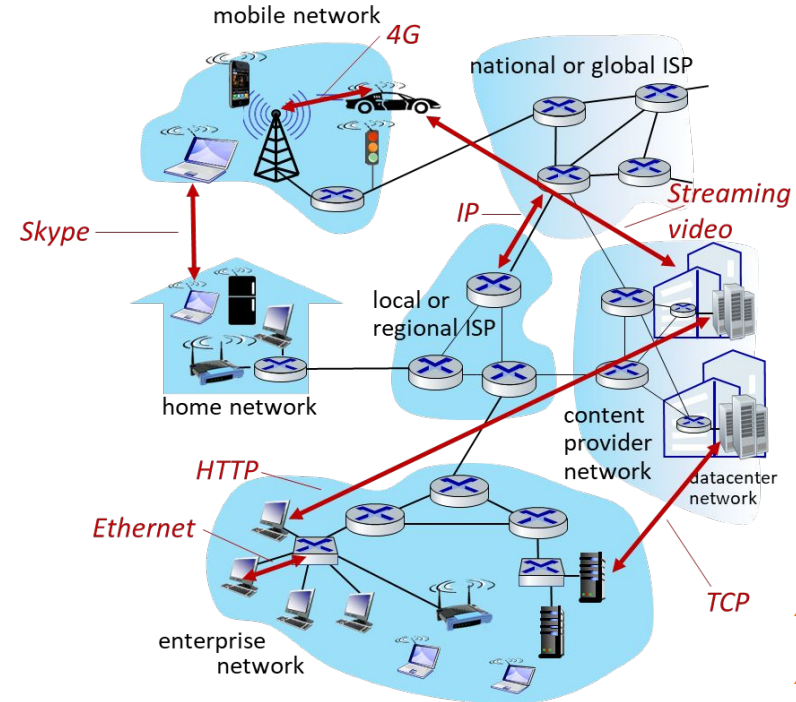 mobile network
4G
national or global ISP
Streaming
video
IP
Skype
local or
regional ISP
home network
content
provider
network
datacenter
network
HTTP
Ethernet
TCP
enterprise
network